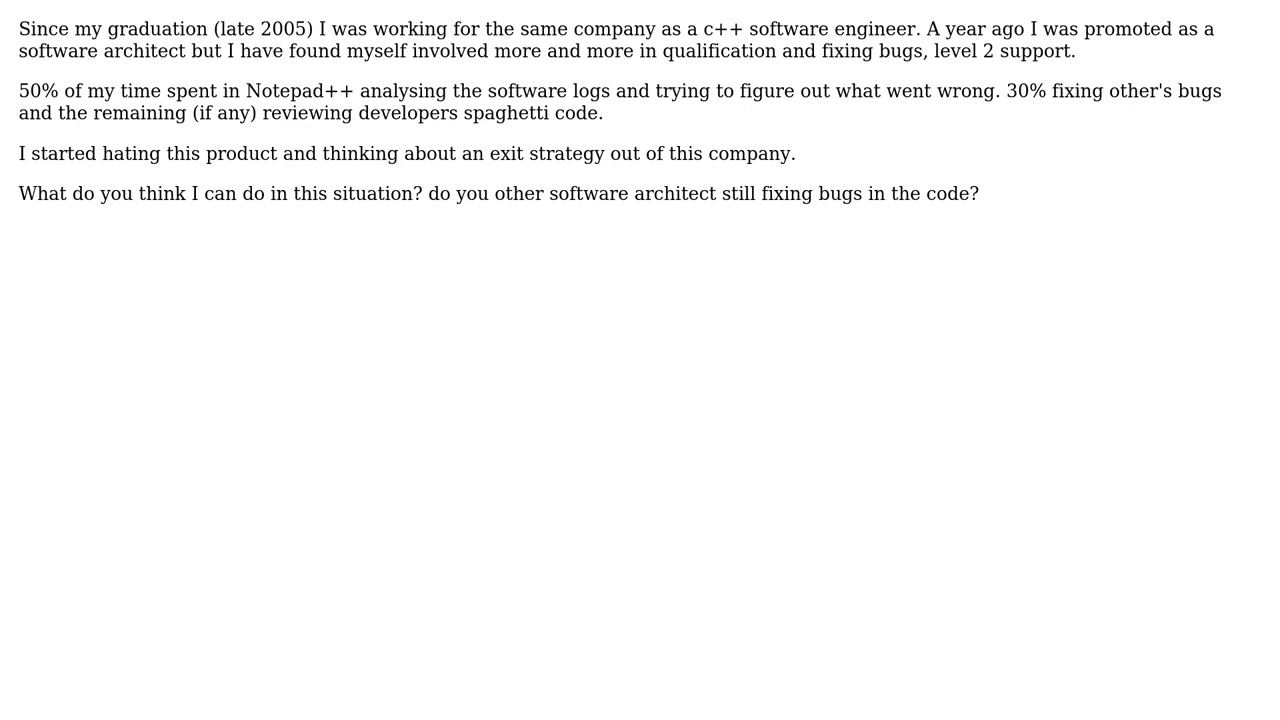 Since my graduation (late 2005) I was working for the same company as a c++ software engineer. A year ago I was promoted as a
software architect but I have found myself involved more and more in qualification and fixing bugs, level 2 support.
50% of my time spent in Notepad++ analysing the software logs and trying to figure out what went wrong. 30% fixing other's bugs
and the remaining (if any) reviewing developers spaghetti code.
I started hating this product and thinking about an exit strategy out of this company.
What do you think I can do in this situation? do you other software architect still fixing bugs in the code?